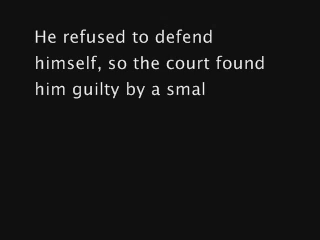 He refused to defend
himself, so the court found
him guilty by a smal